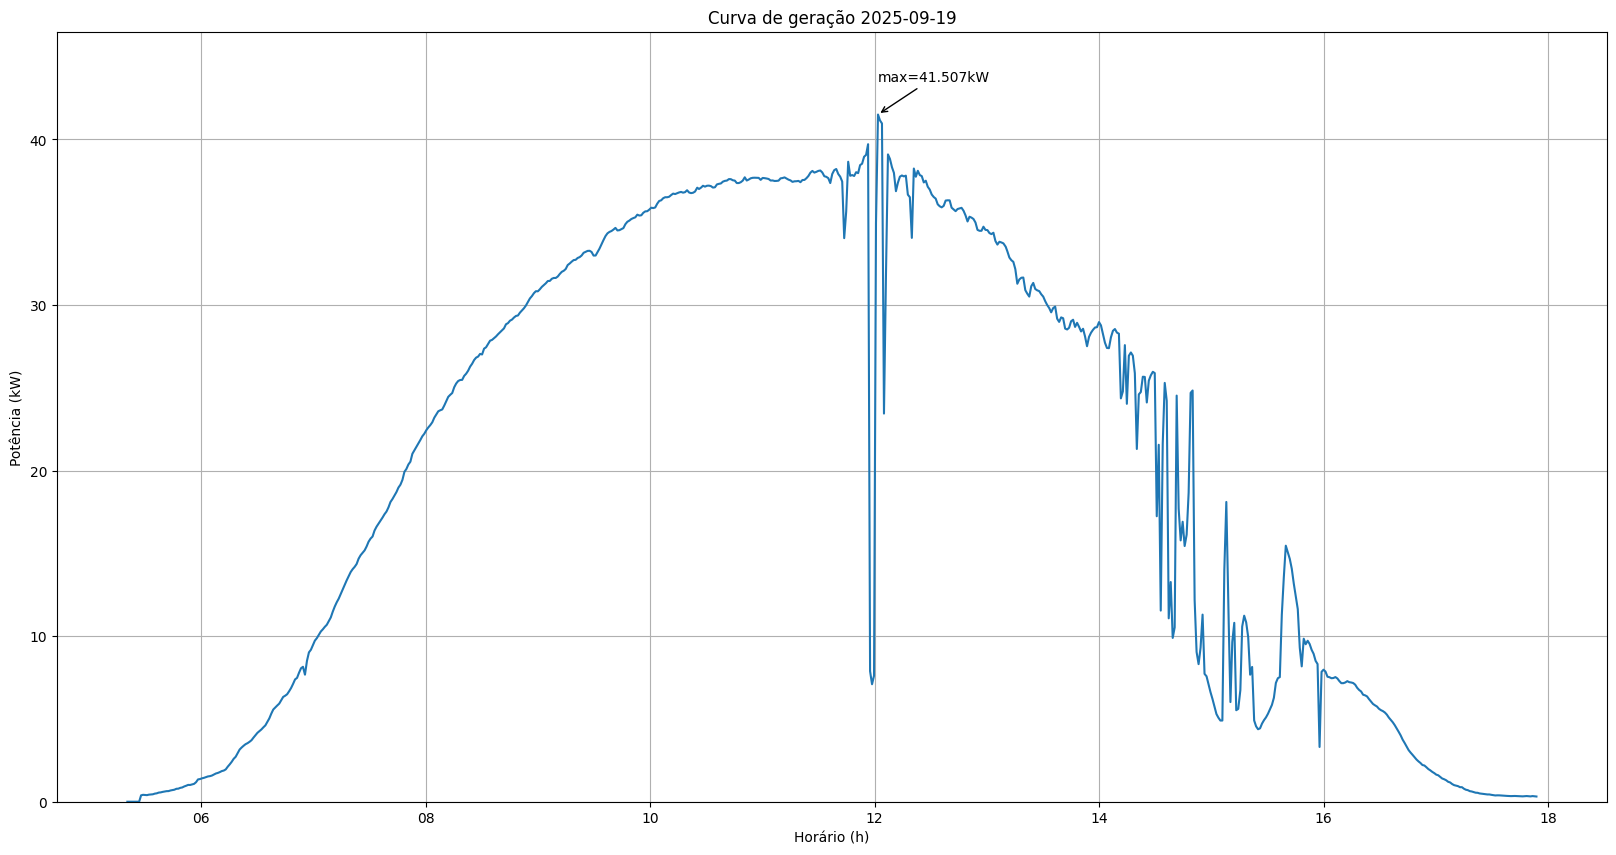 Curva de geração 2025-09-19
max=41.507kW
40
30
20
10
0
Potência (kW)
06 08 10 12 14 16 18
Horário (h)